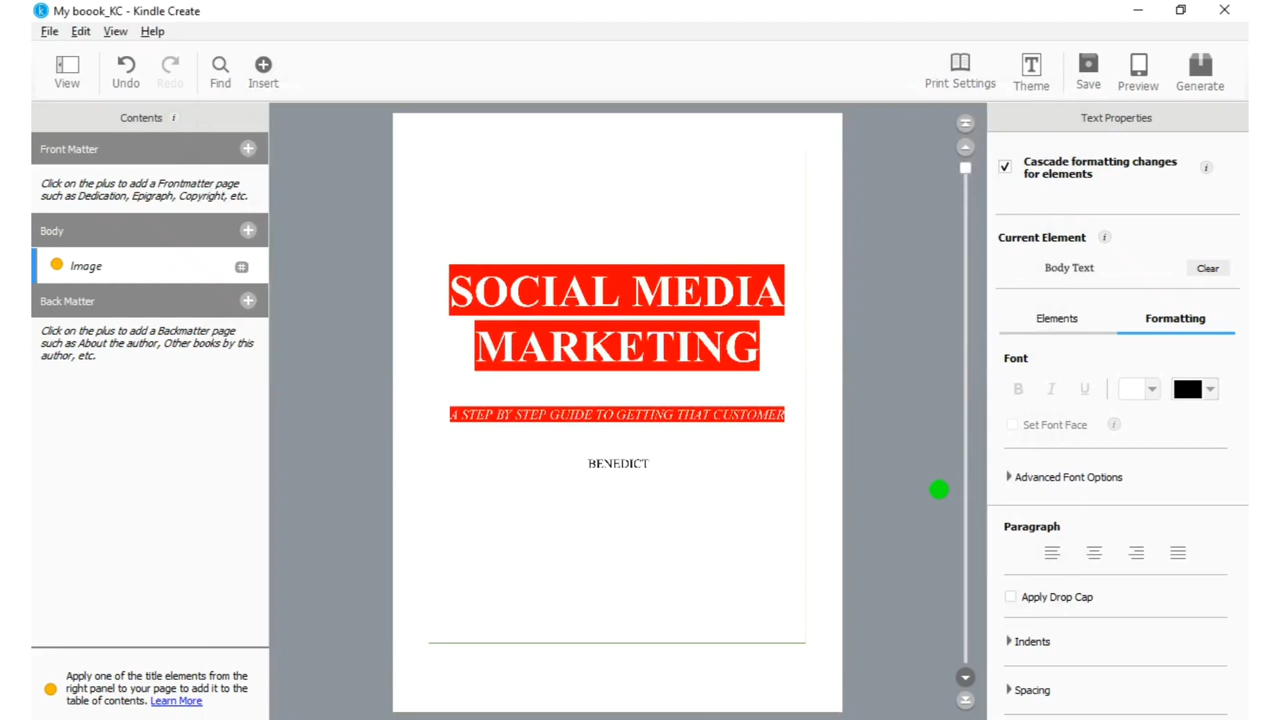 My boook_KC - Kindle Create
File Edit View Help
View Undo Redo Find Insert Print Settings Theme Save Preview Generate
Contents i
Front Matter
Click on the plus to add a Frontmatter page
such as Dedication, Epigraph, Copyright, etc.
Body
Image
Back Matter
Click on the plus to add a Backmatter page
such as About the author, Other books by this
author, etc.
Apply one of the title elements from the
right panel to your page to add it to the
table of contents. Learn More
SOCIAL MEDIA
MARKETING
A STEP BY STEP GUIDE TO GETTING THAT CUSTOMER
BENEDICT
Text Properties
Cascade formatting changes
for elements i
Current Element i
Body Text Clear
Elements Formatting
Font
B I U
Set Font Face i
Advanced Font Options
Paragraph
Apply Drop Cap
Indents
Spacing